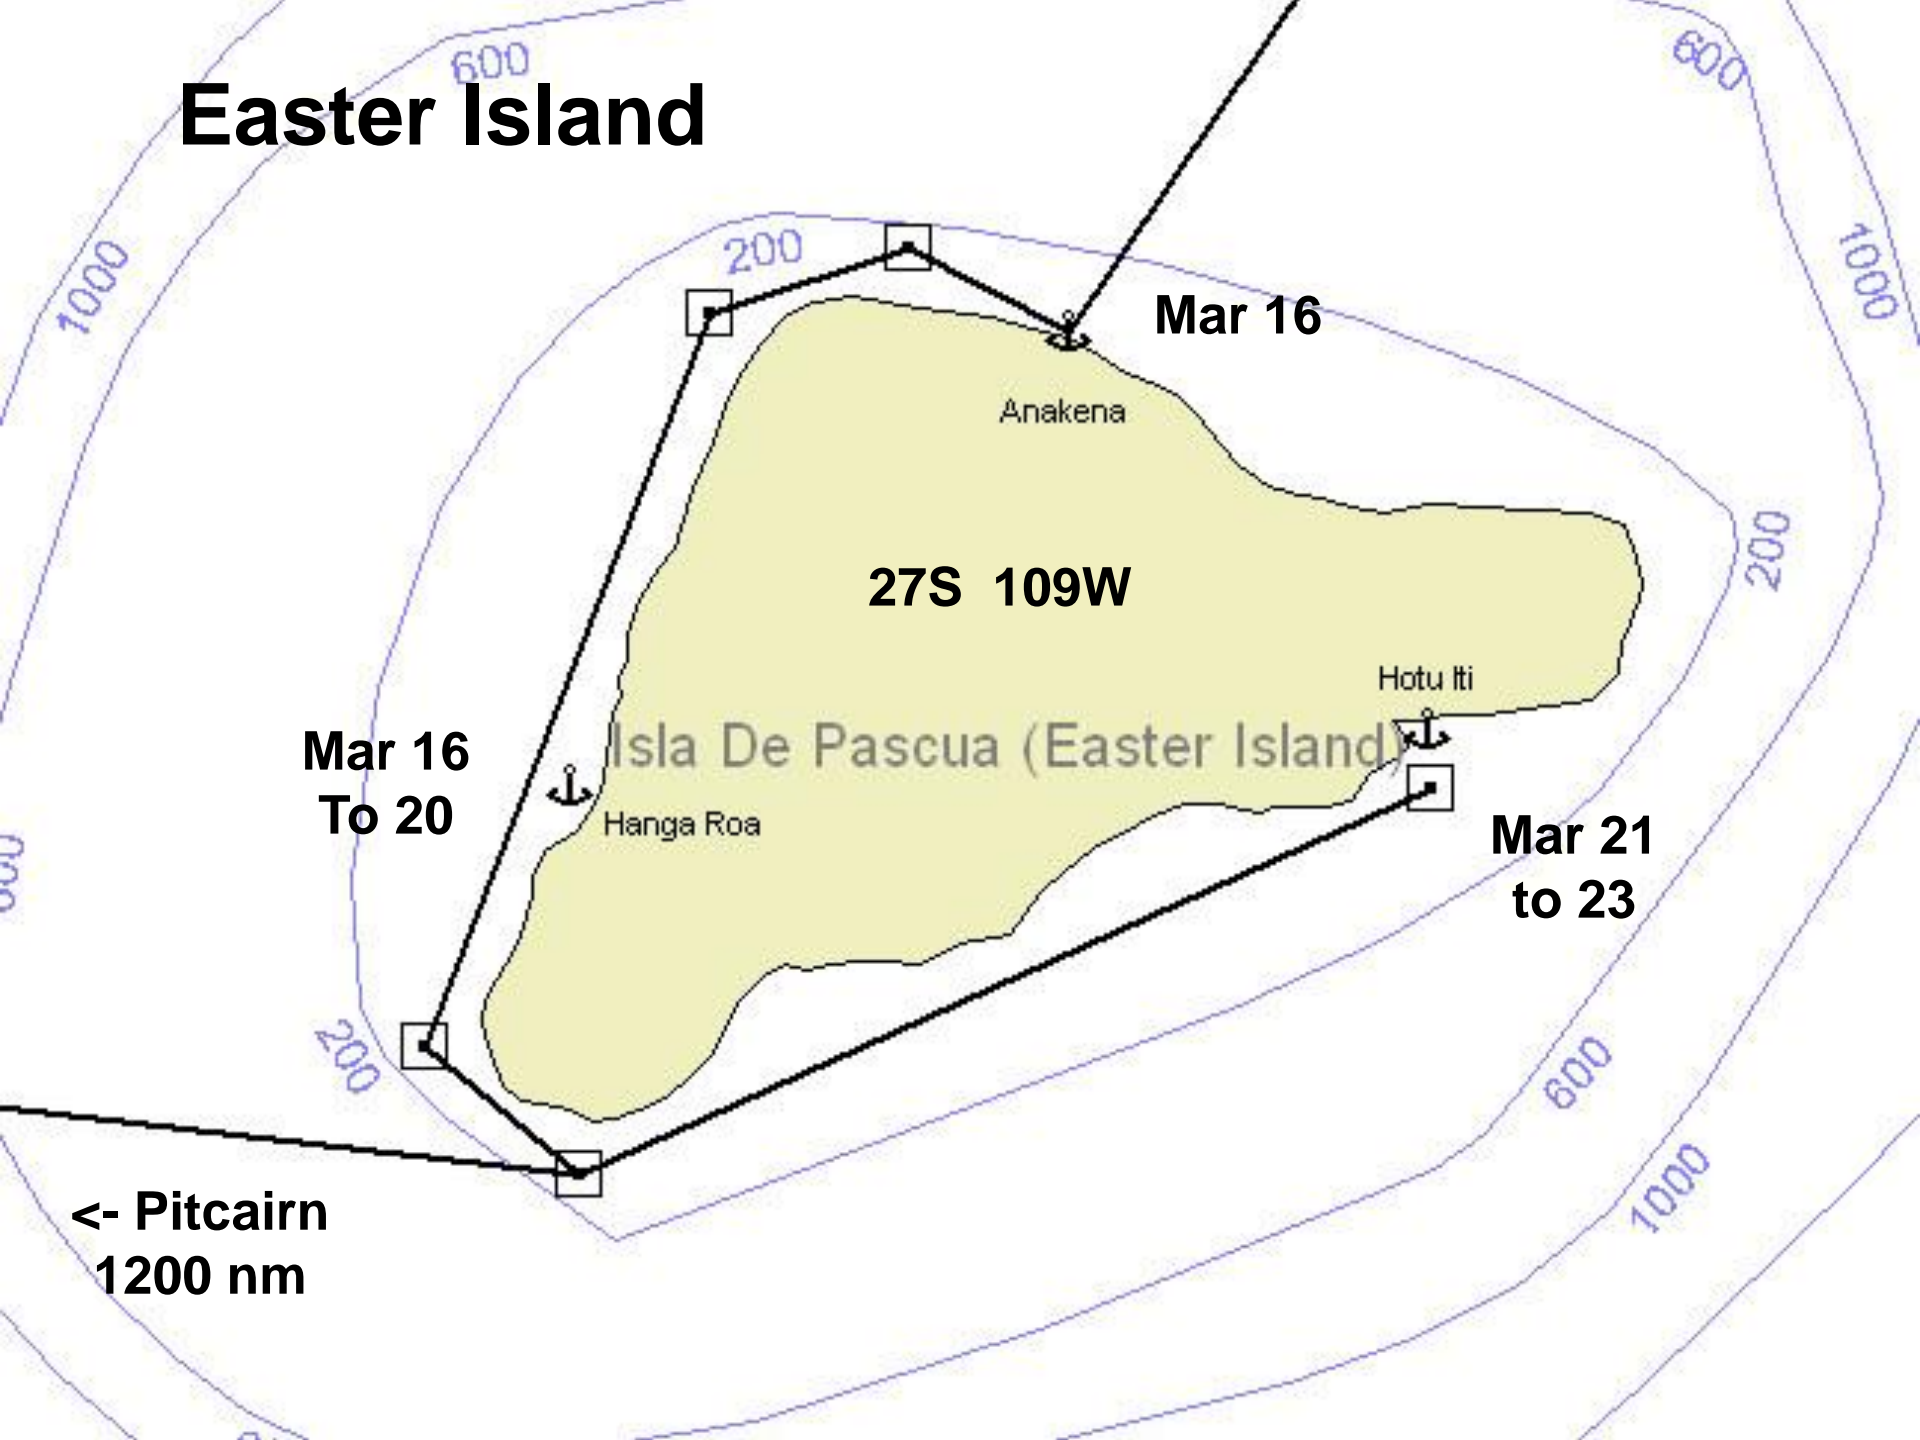 600
600
Easter Island
1000
200
1000
Mar 16
Anakena
200
27S  109W
Hotu Iti
Isla De Pascua (Easter Island)
Mar 16
To 20
Hanga Roa
Mar 21
to 23
200
600
<- Pitcairn
1200 nm
1000